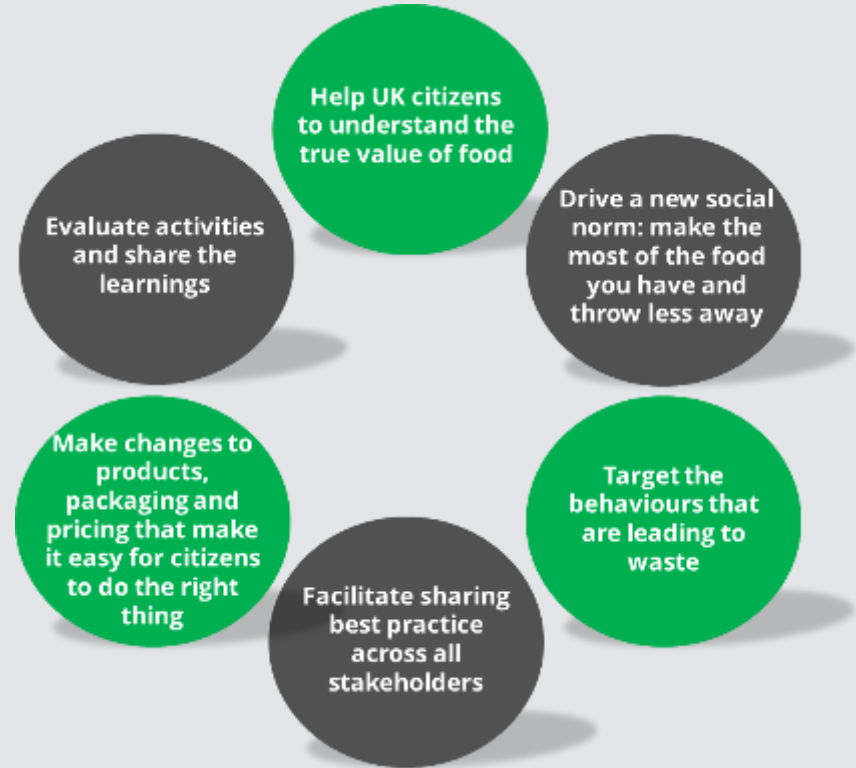 Help UK citizens
to understand the
true value of food
Drive a new social
norm: make the
most of the food
you have and
throw less away
Target the
behaviours that
are leading to
waste
Facilitate sharing
best practice
across all
stakeholders
Make changes to
products,
packaging and
pricing that make
it easy for citizens
to do the right
thing
Evaluate activities
and share the
learnings